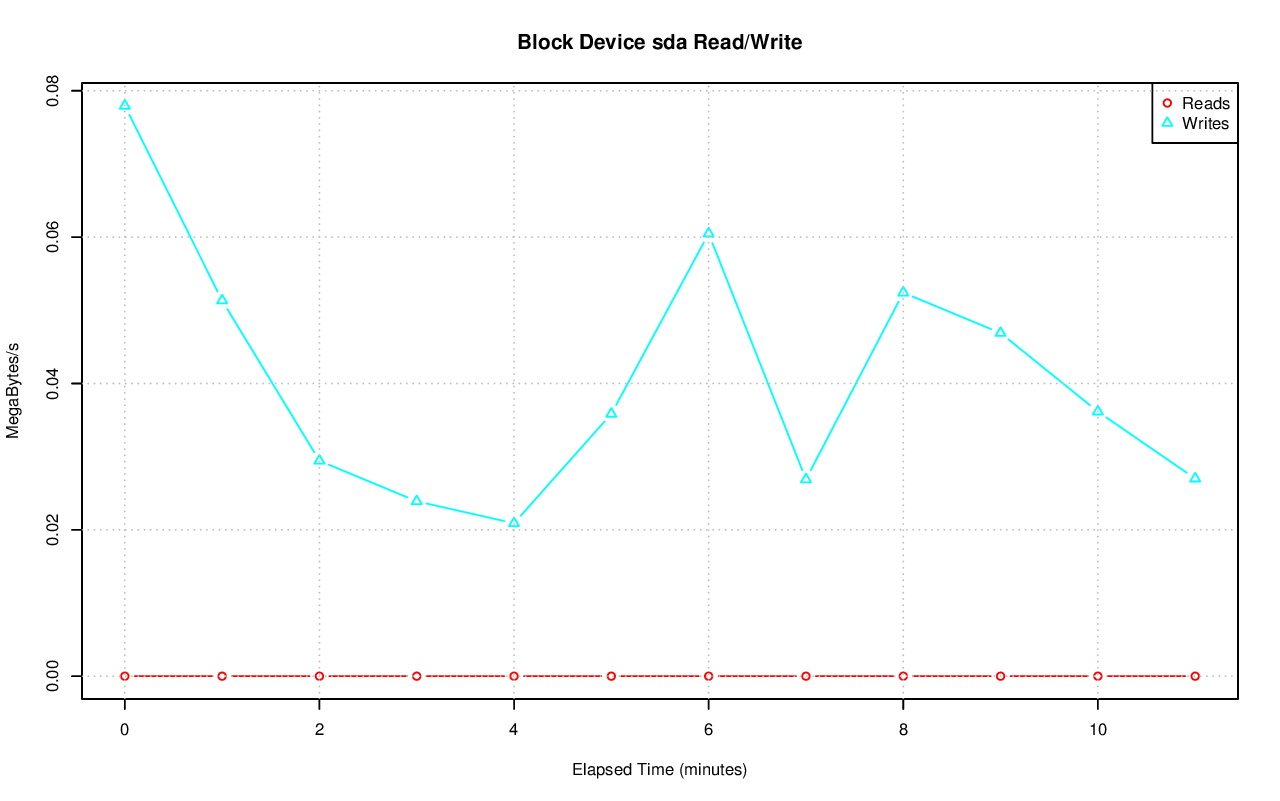 Block Device sda Read/Write
Reads
Writes
MegaBytes/s
0.08
0.06
0.04
0.02
0.00
0 2 4 6 8 10
Elapsed Time (minutes)